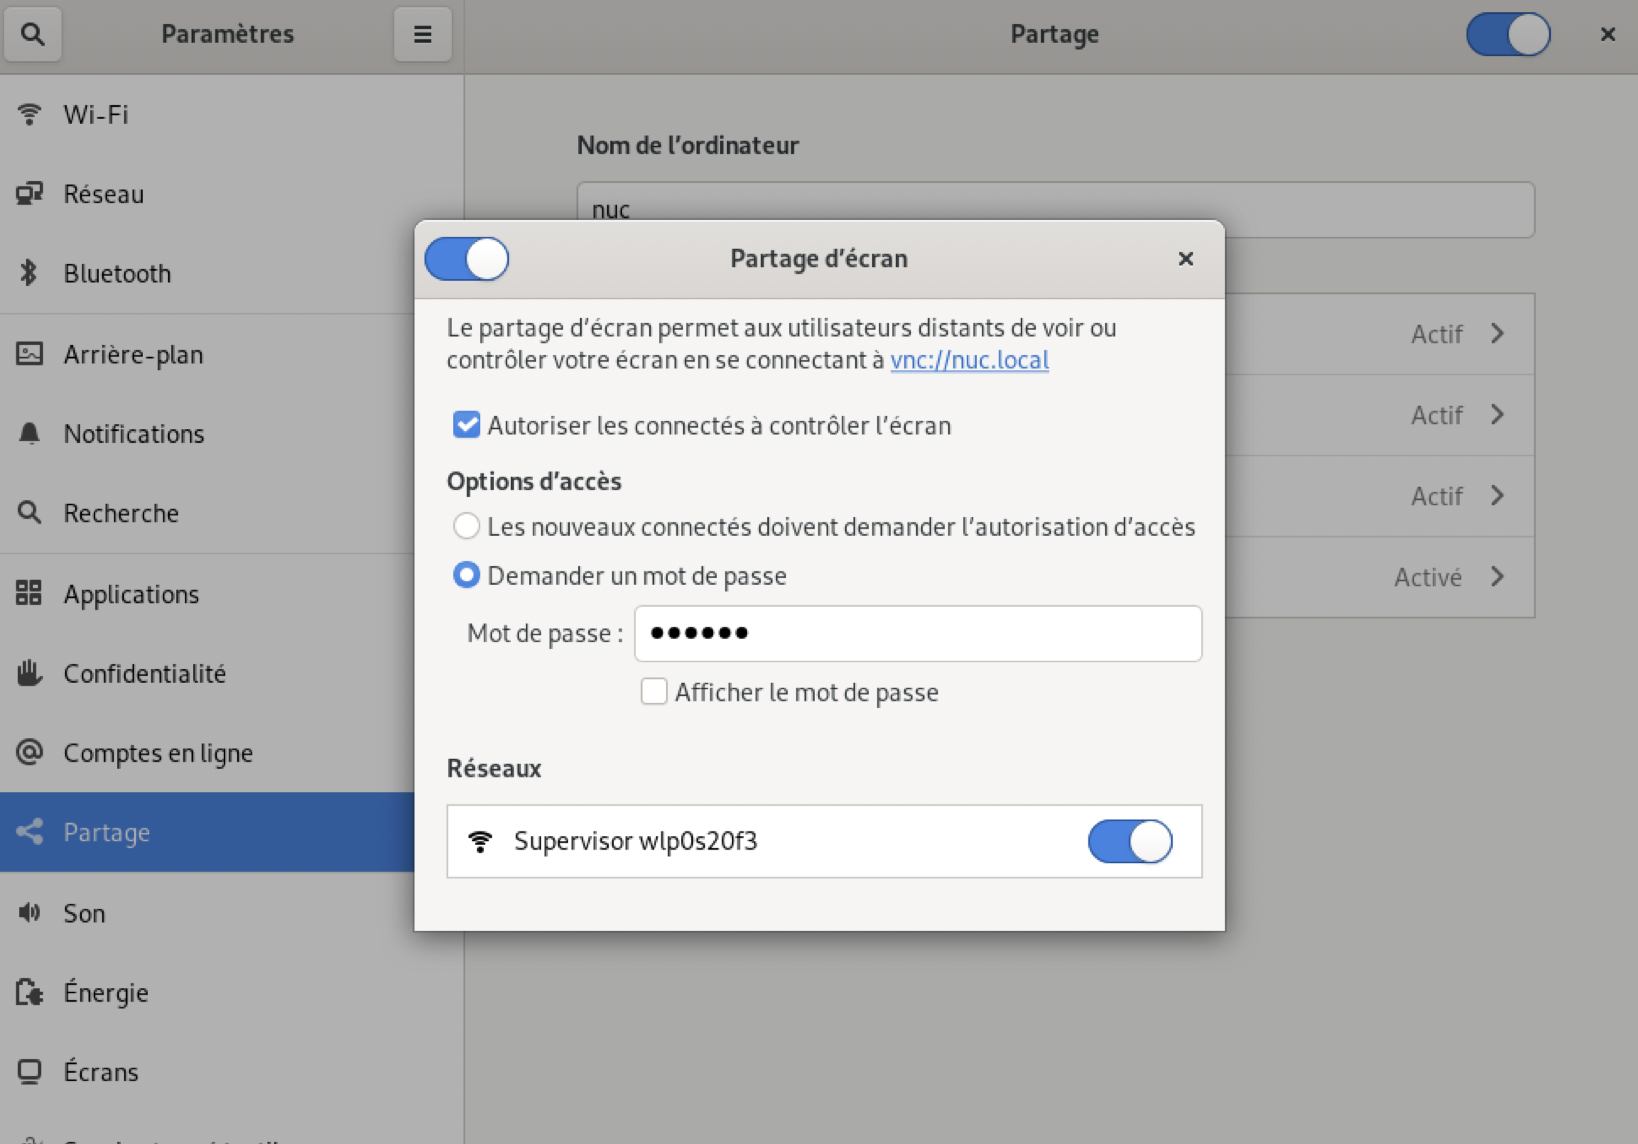 Paramètres
Partage
Wi-Fi
Réseau
Bluetooth
Arrière-plan
Notifications
Recherche
Applications
Confidentialité
Comptes en ligne
Partage
Son
Énergie
Écrans
Nom de l’ordinateur
nuc
Actif
Actif
Actif
Activé
Partage d’écran
Le partage d’écran permet aux utilisateurs distants de voir ou
contrôler votre écran en se connectant à vnc://nuc.local
Autoriser les connectés à contrôler l’écran
Options d’accès
Les nouveaux connectés doivent demander l’autorisation d’accès
Demander un mot de passe
Mot de passe : ●●●●●●
Afficher le mot de passe
Réseaux
Supervisor wlp0s20f3